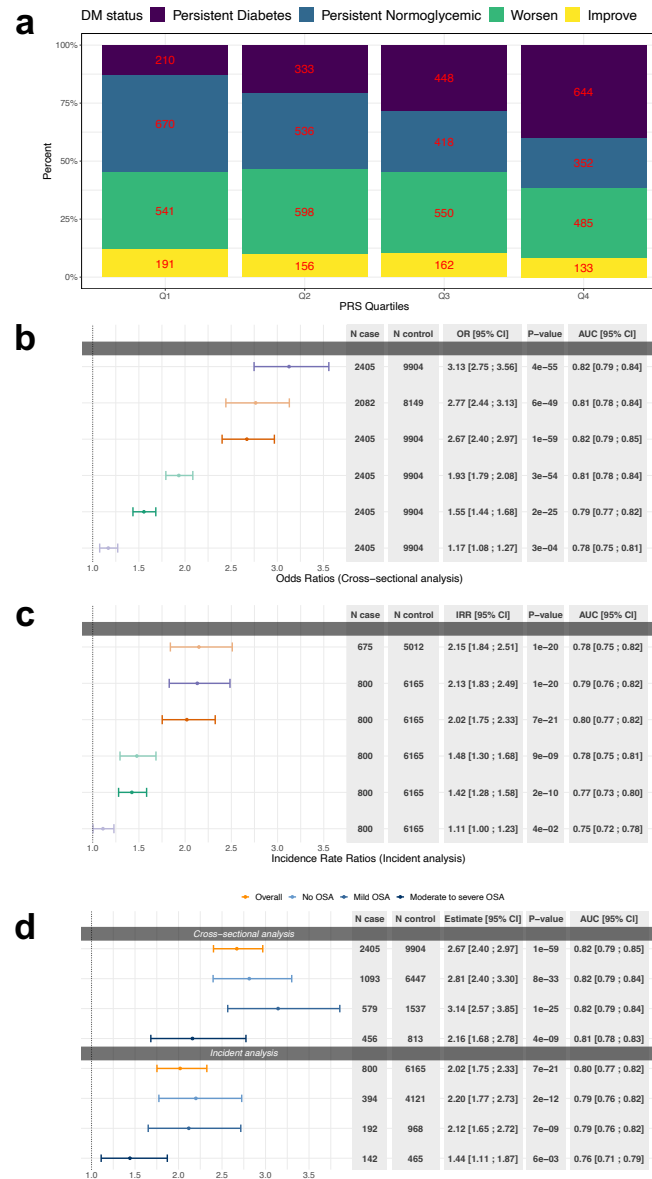 a
DM status Persistent Diabetes Persistent Normoglycemic Worsen Improve
100%
75%
50%
25%
0%
Percent
210 333 448 644
670 536 418 352
541 598 550 485
191 156 162 133
Q1 Q2 Q3 Q4
PRS Quartiles
b
N case N control OR [95% CI] P-value AUC [95% CI]
2405 9904 3.13 [2.75 ; 3.56] 4e−55 0.82 [0.79 ; 0.84]
2082 8149 2.77 [2.44 ; 3.13] 6e−49 0.81 [0.78 ; 0.84]
2405 9904 2.67 [2.40 ; 2.97] 1e−59 0.82 [0.79 ; 0.85]
2405 9904 1.93 [1.79 ; 2.08] 3e−54 0.81 [0.78 ; 0.84]
2405 9904 1.55 [1.44 ; 1.68] 2e−25 0.79 [0.77 ; 0.82]
2405 9904 1.17 [1.08 ; 1.27] 3e−04 0.78 [0.75 ; 0.81]
1.0 1.5 2.0 2.5 3.0 3.5
Odds Ratios (Cross−sectional analysis)
c
N case N control IRR [95% CI] P-value AUC [95% CI]
675 5012 2.15 [1.84 ; 2.51] 1e−20 0.78 [0.75 ; 0.82]
800 6165 2.13 [1.83 ; 2.49] 1e−20 0.79 [0.76 ; 0.82]
800 6165 2.02 [1.75 ; 2.33] 7e−21 0.80 [0.77 ; 0.82]
800 6165 1.48 [1.30 ; 1.68] 9e−09 0.78 [0.75 ; 0.81]
800 6165 1.42 [1.28 ; 1.58] 2e−10 0.77 [0.73 ; 0.80]
800 6165 1.11 [1.00 ; 1.23] 4e−02 0.75 [0.72 ; 0.78]
1.0 1.5 2.0 2.5 3.0 3.5
Incidence Rate Ratios (Incident analysis)
Overall No OSA Mild OSA Moderate to severe OSA
d
N case N control Estimate [95% CI] P-value AUC [95% CI]
Cross−sectional analysis
2405 9904 2.67 [2.40 ; 2.97] 1e−59 0.82 [0.79 ; 0.85]
1093 6447 2.81 [2.40 ; 3.30] 8e−33 0.82 [0.79 ; 0.84]
579 1537 3.14 [2.57 ; 3.85] 1e−25 0.82 [0.79 ; 0.84]
456 813 2.16 [1.68 ; 2.78] 4e−09 0.81 [0.78 ; 0.83]
Incident analysis
800 6165 2.02 [1.75 ; 2.33] 7e−21 0.80 [0.77 ; 0.82]
394 4121 2.20 [1.77 ; 2.73] 2e−12 0.79 [0.76 ; 0.82]
192 968 2.12 [1.65 ; 2.72] 7e−09 0.79 [0.76 ; 0.82]
142 465 1.44 [1.11 ; 1.87] 6e−03 0.76 [0.71 ; 0.79]
1.0 1.5 2.0 2.5 3.0 3.5